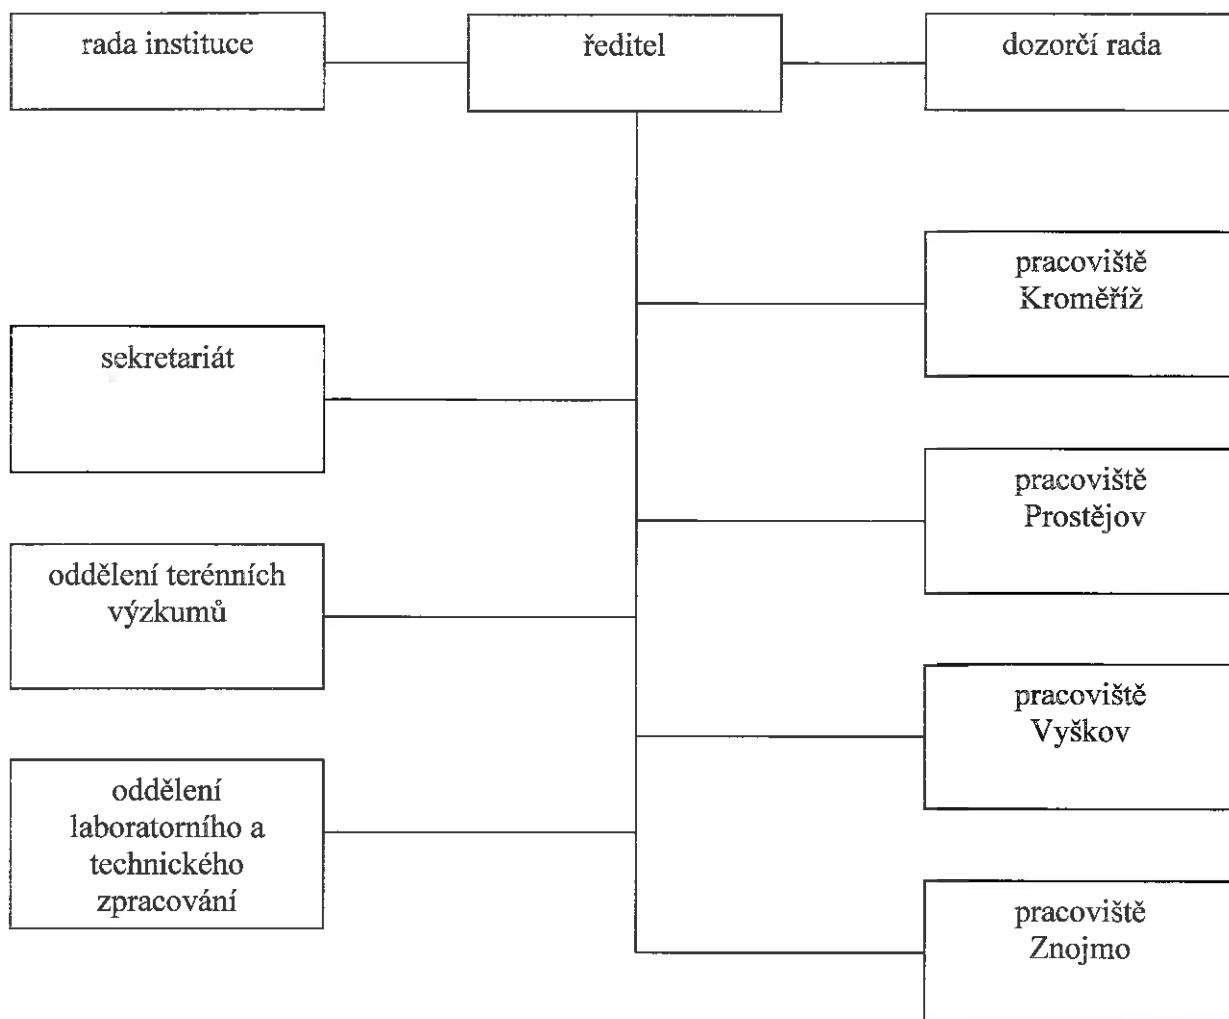 rada instituce
ředitel
dozorčí rada
pracoviště
Kroměříž
sekretariát
pracoviště
Prostějov
oddělení terénních
výzkumů
pracoviště
Vyškov
oddělení
laboratorního a
technického
zpracování
pracoviště
Znojmo